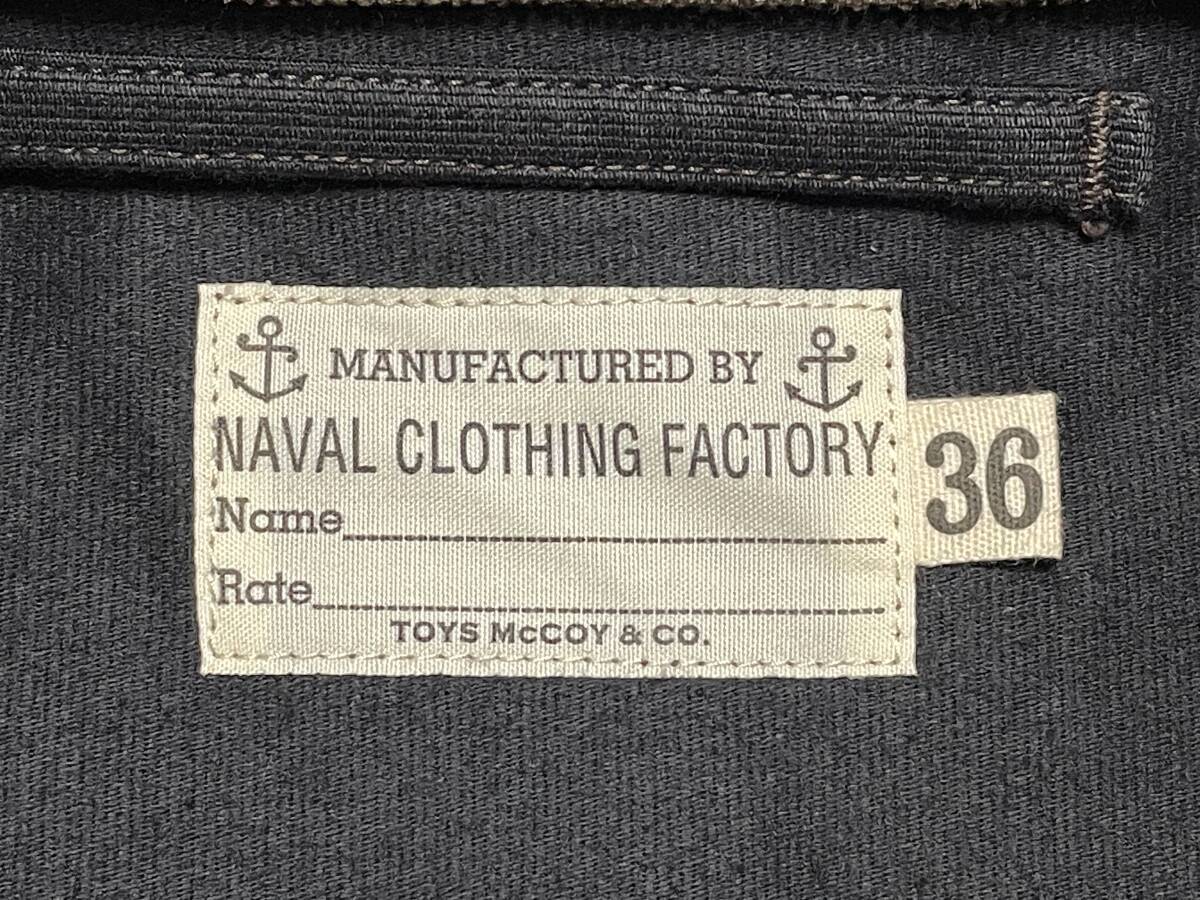 MANUFACTURED BY
NAVAL CLOTHING FACTORY
36
Name
Rate
TOYS McCOY & CO.